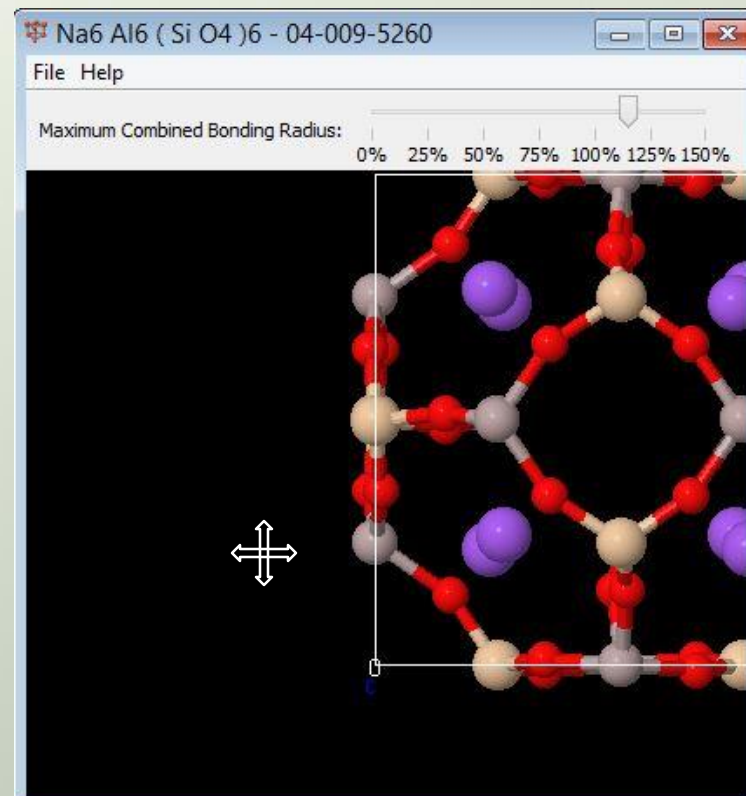 Na6 Al6 ( Si O4 )6 - 04-009-5260
File Help
Maximum Combined Bonding Radius:
0% 25% 50% 75% 100% 125% 150%
0
c